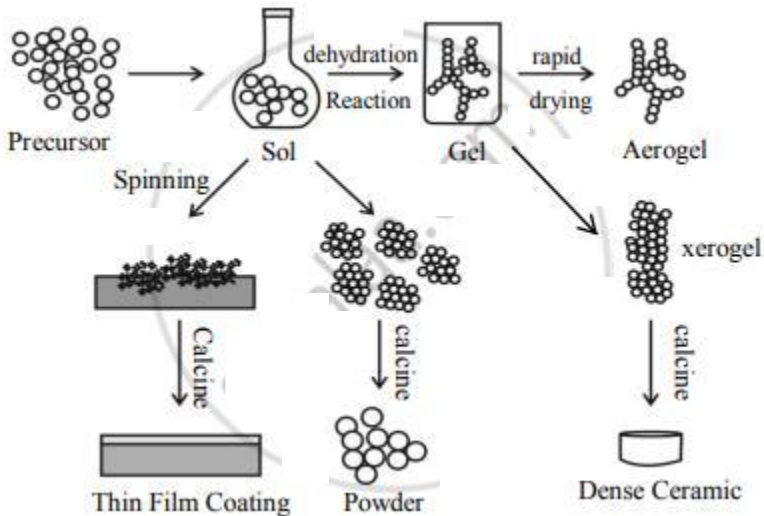 dehydration
Reaction
rapid
drying
Precursor
Sol
Gel
Aerogel
Spinning
xerogel
Calcine
calcine
calcine
Thin Film Coating
Powder
Dense Ceramic